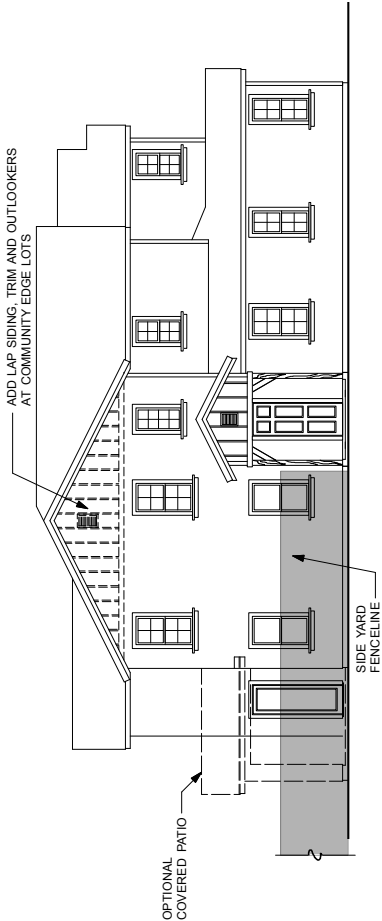 ADD LAP SIDING, TRIM AND OUTLOOKERS
AT COMMUNITY EDGE LOTS
OPTIONAL
COVERED PATIO
SIDE YARD
FENCELINE